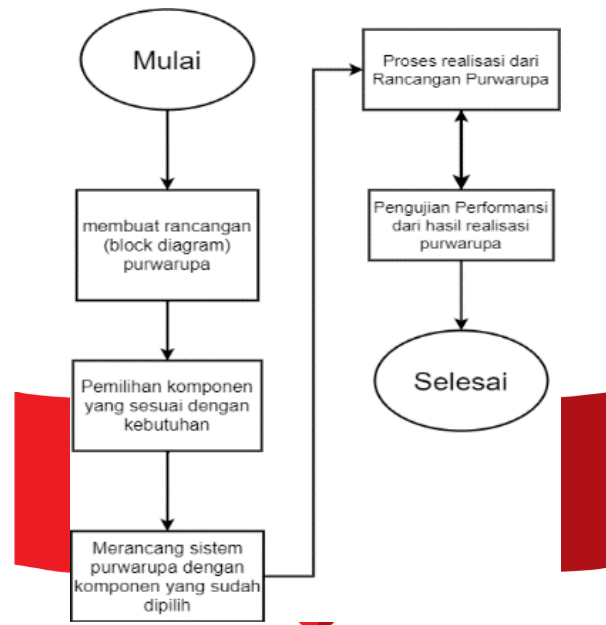 Mulai
membuat rancangan
(block diagram)
purwarupa
Pemilihan komponen
yang sesuai dengan
kebutuhan
Merancang sistem
purwarupa dengan
komponen yang sudah
dipilih
Proses realisasi dari
Rancangan Purwarupa
Pengujian Performansi
dari hasil realisasi
purwarupa
Selesai